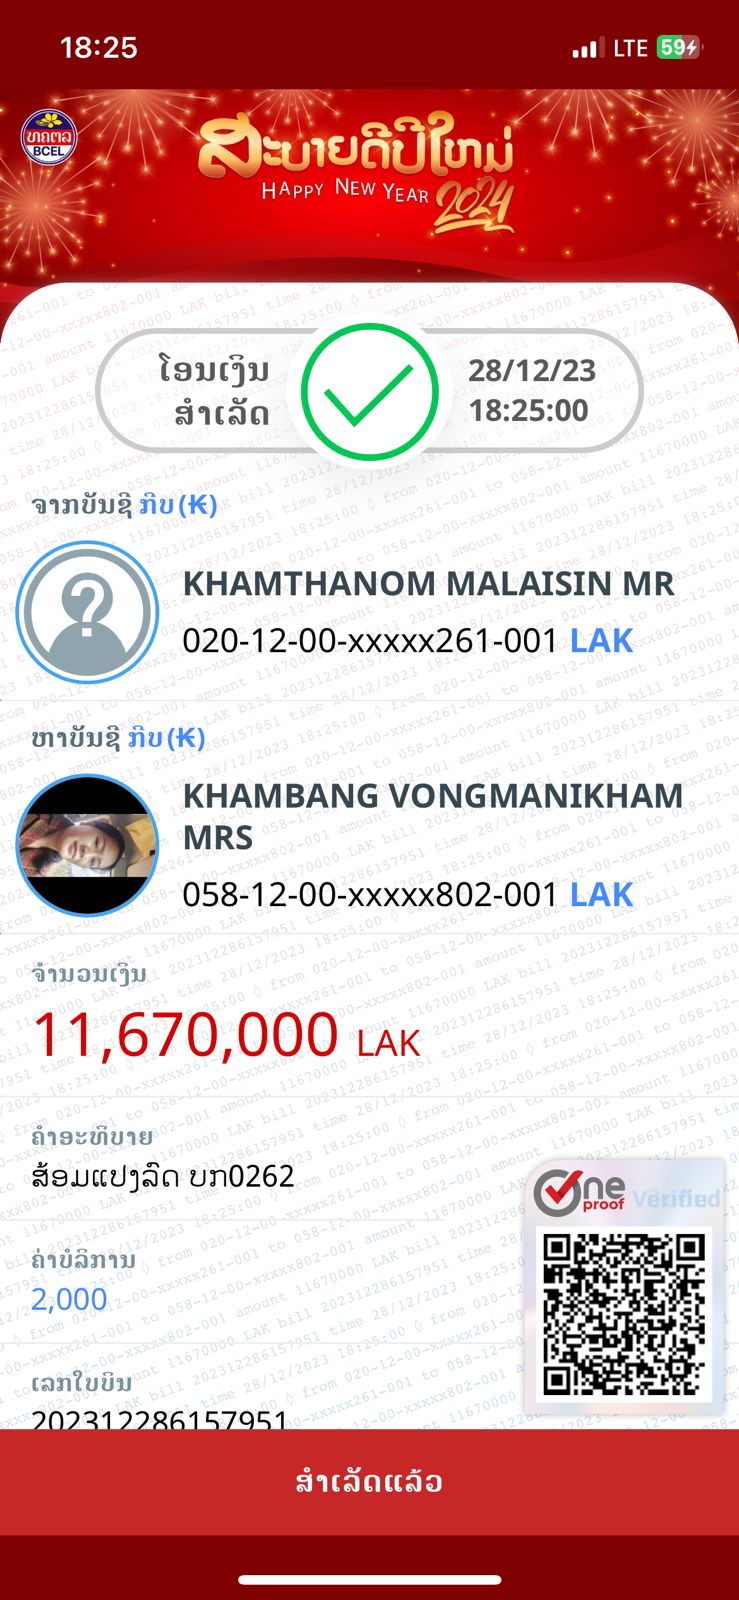 18:25
LTE 59
ທຄຕລ
BCEL
ສະບາຍດີປີໃຫມ່
HAPPY NEW YEAR 2024
ໂອນເງິນ
ສຳເລັດ
28/12/23
18:25:00
ຈາກບັນຊີ ກີບ(₭)
KHAMTHANOM MALAISIN MR
020-12-00-xxxxx261-001 LAK
ຫາບັນຊີ ກີບ(₭)
KHAMBANG VONGMANIKHAM
MRS
058-12-00-xxxxx802-001 LAK
ຈຳນວນເງິນ
11,670,000 LAK
ຄຳອະທິບາຍ
ສ້ອມແປງລົດ ບກ0262
One proof Verified
ຄ່າບໍລິການ
2,000
ເລກໃບບິນ
202312286157951
ສຳເລັດແລ້ວ